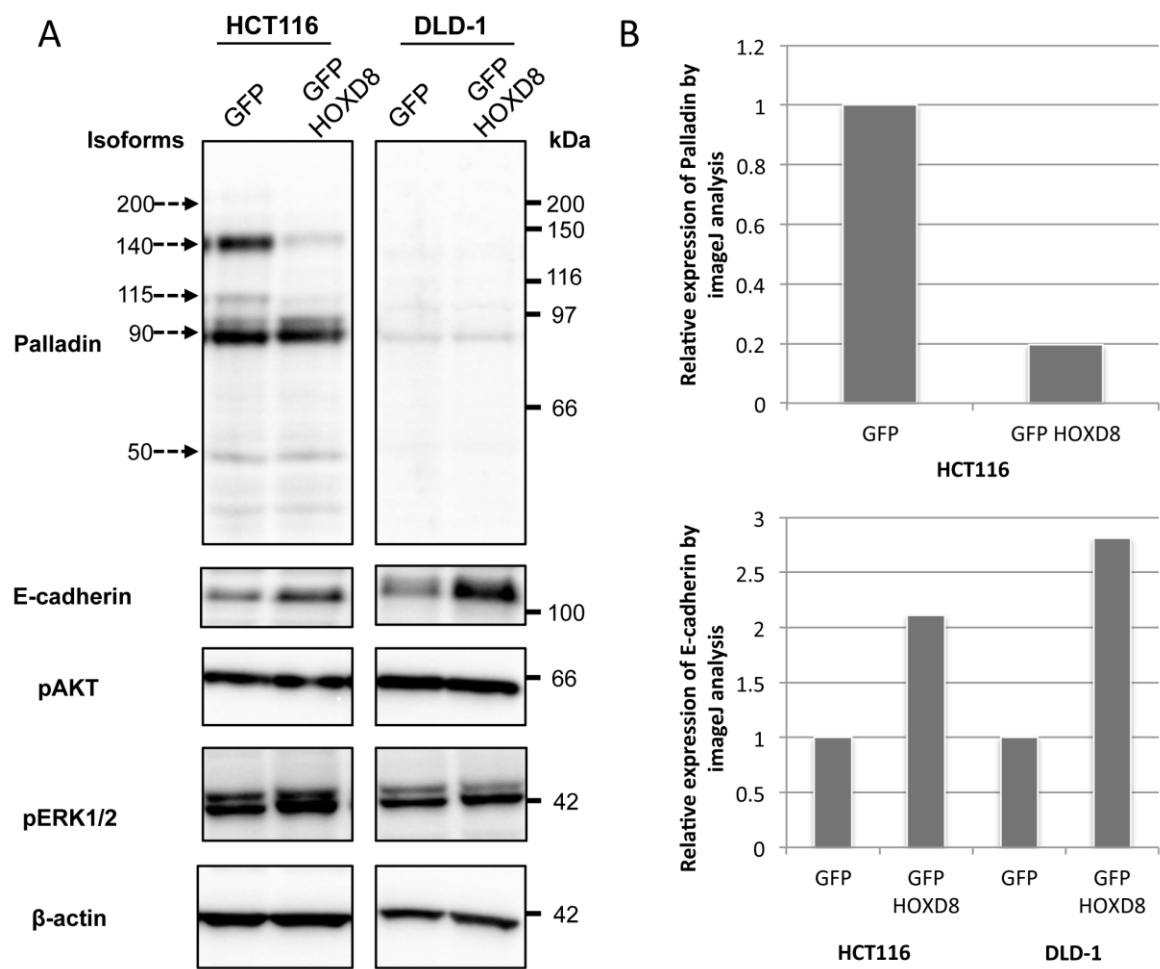 A
HCT116
DLD-1
GFP
GFP
HOXD8
GFP
GFP
HOXD8
Isoforms
kDa
200
140
115
90
50
Palladin
200
150
116
97
66
E-cadherin
100
pAKT
66
pERK1/2
42
β-actin
42
B
Relative expression of Palladin by
imageJ analysis
1.2
1
0.8
0.6
0.4
0.2
0
GFP
GFP HOXD8
HCT116
Relative expression of E-cadherin by
imageJ analysis
3
2.5
2
1.5
1
0.5
0
GFP
GFP
HOXD8
GFP
GFP
HOXD8
HCT116
DLD-1